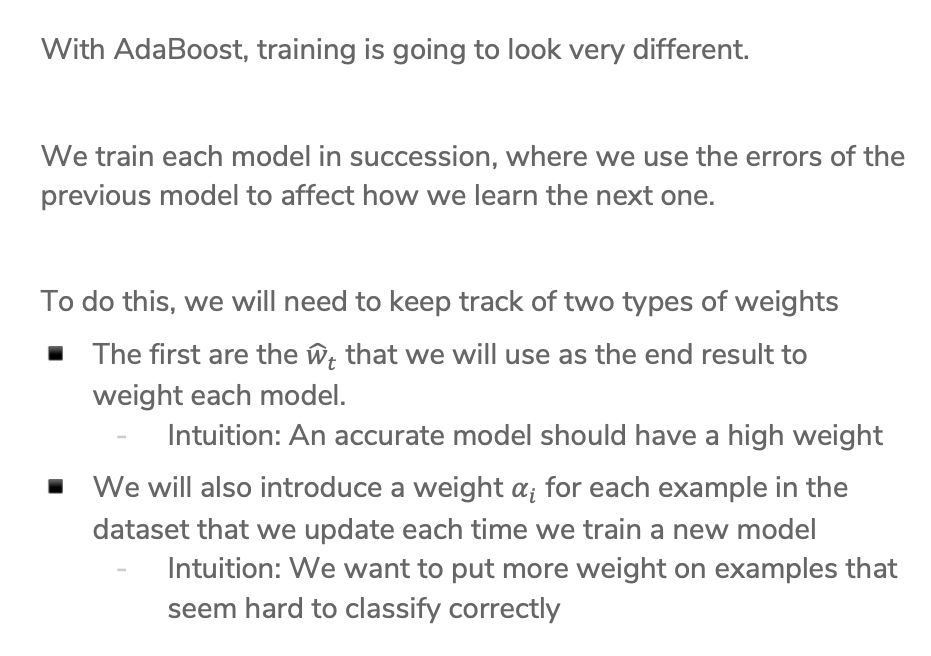 With AdaBoost, training is going to look very different.
We train each model in succession, where we use the errors of the
previous model to affect how we learn the next one.
To do this, we will need to keep track of two types of weights
▪ The first are the ŵₜ that we will use as the end result to
weight each model.
- Intuition: An accurate model should have a high weight
▪ We will also introduce a weight αᵢ for each example in the
dataset that we update each time we train a new model
- Intuition: We want to put more weight on examples that
seem hard to classify correctly